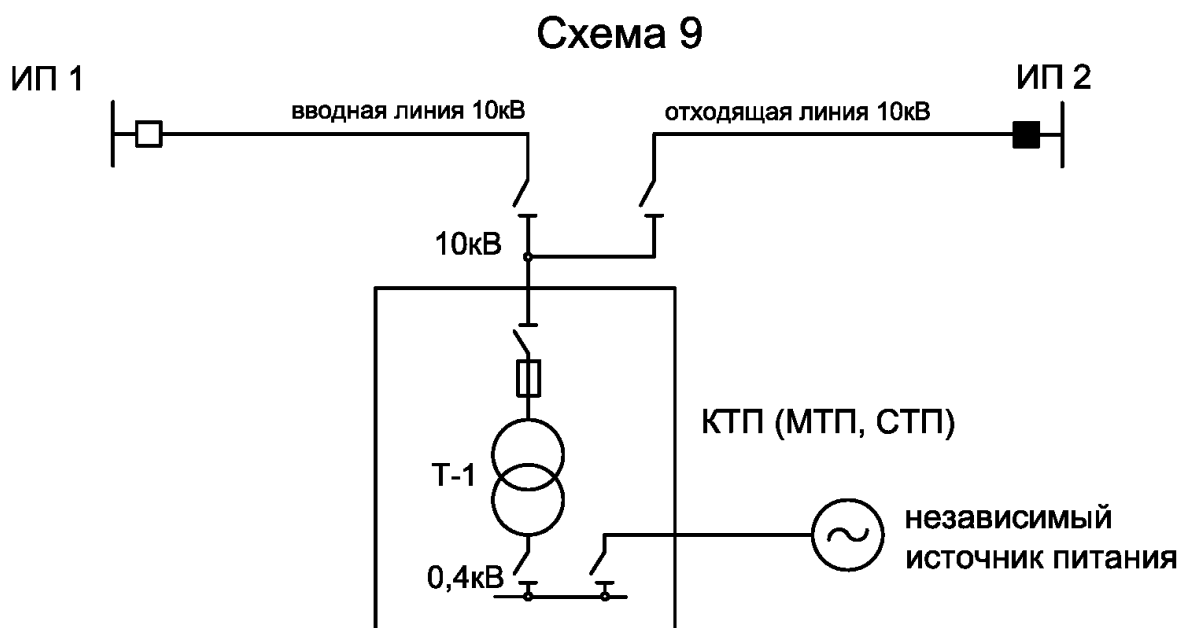 Схема 9
ИП 1
ИП 2
вводная линия 10кВ
отходящая линия 10кВ
10кВ
КТП (МТП, СТП)
Т-1
независимый
источник питания
0,4кВ